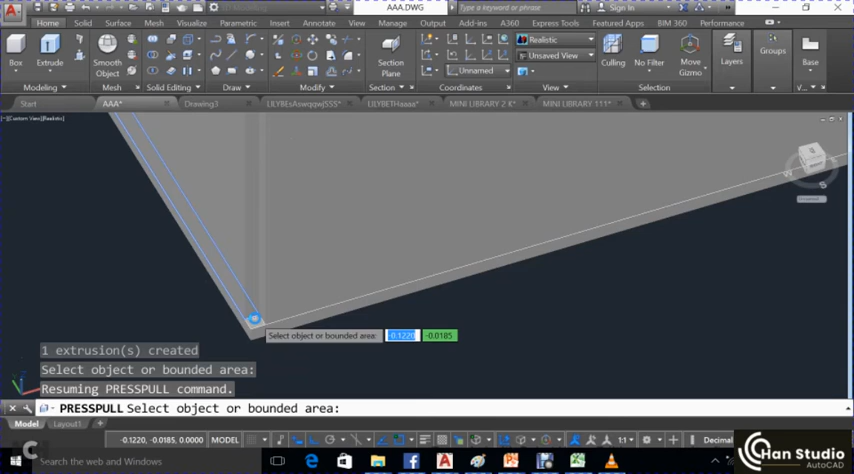 AAA.DWG
Type a keyword or phrase
Sign In
Home Solid Surface Mesh Visualize Parametric Insert Annotate View Manage Output Add-ins A360 Express Tools Featured Apps BIM 360 Performance
Box Extrude Smooth Object Section Plane Realistic Unsaved View Unnamed Culling No Filter Move Gizmo Layers Groups Base
Modeling Mesh Solid Editing Draw Modify Section Coordinates View Selection V...
Start AAA* Drawing3 MINI LIBRARY 2 K* MINI LIBRARY 111*
[−][Custom View][Realistic]
W
S
Select object or bounded area: -0.1220 -0.0185
1 extrusion(s) created
Select object or bounded area:
Resuming PRESSPULL command.
PRESSPULL Select object or bounded area:
Model Layout1
-0.1220, -0.0185, 0.0000 MODEL 1:1 Decimal
Search the web and Windows
Han Studio
AutoCAD